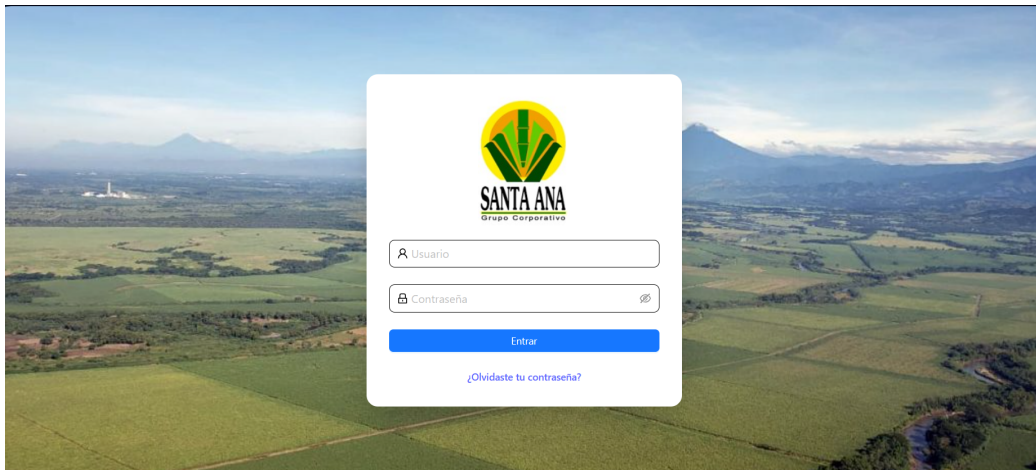 SANTA ANA
Grupo Corporativo
Usuario
Contraseña
Entrar
¿Olvidaste tu contraseña?